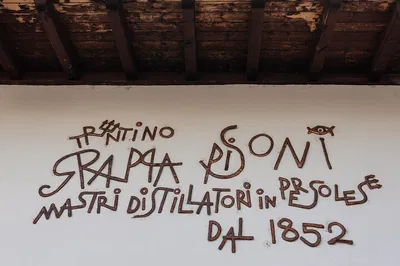 TRENTINO
GRAPPA PISONI
MASTRI DISTILLATORI IN PERGOLESE
DAL 1852